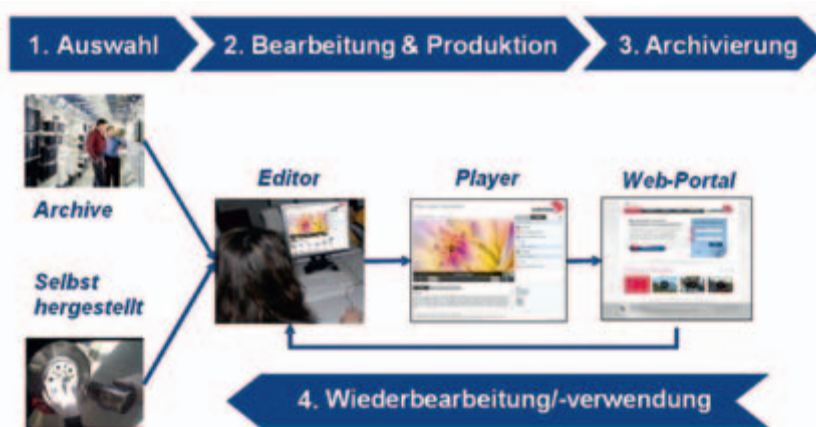 1. Auswahl
2. Bearbeitung & Produktion
3. Archivierung
Archive
Selbst
hergestellt
Editor
Player
Web-Portal
4. Wiederbearbeitung/-verwendung